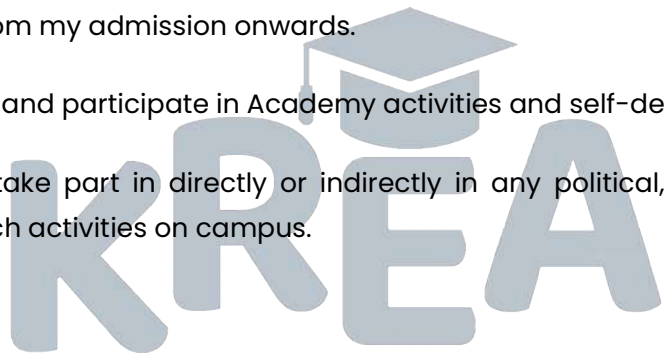 om my admission onwards.
and participate in Academy activities and self-de
take part in directly or indirectly in any political,
ch activities on campus.
KREA